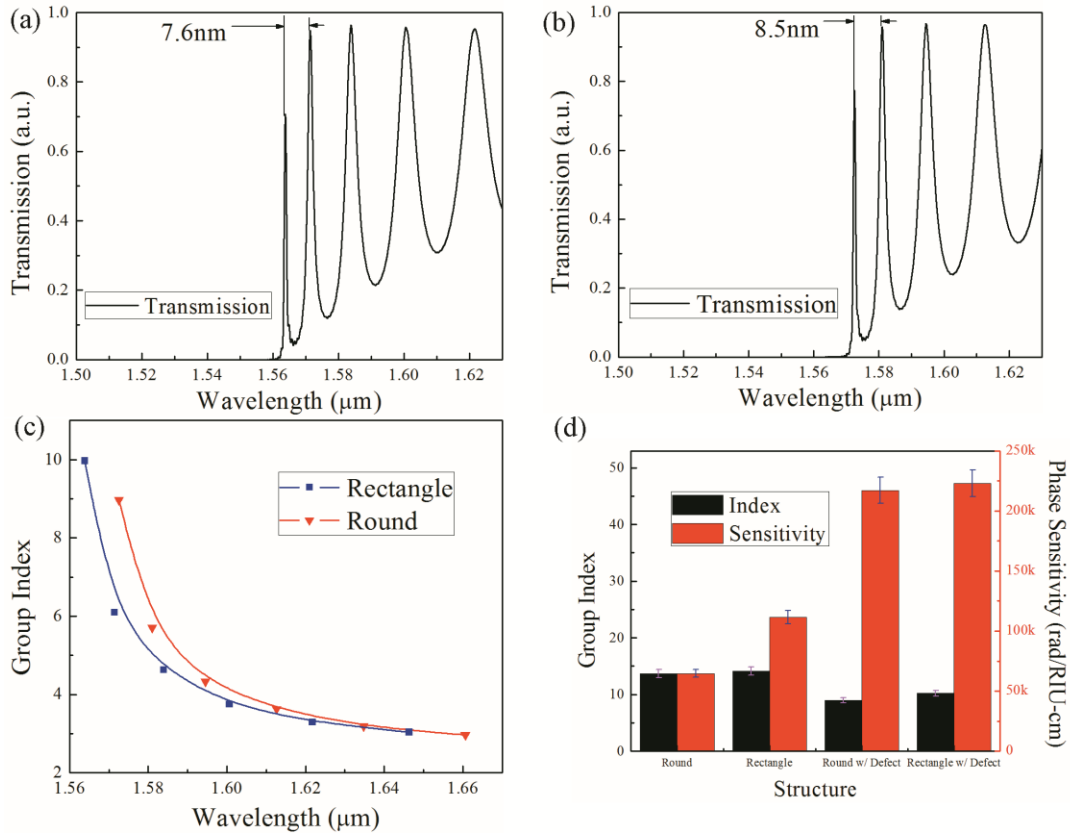 (a)
7.6nm
1.0
0.8
0.6
0.4
0.2
0.0
Transmission (a.u.)
Transmission
1.50 1.52 1.54 1.56 1.58 1.60 1.62
Wavelength (μm)
(b)
8.5nm
1.0
0.8
0.6
0.4
0.2
0.0
Transmission (a.u.)
Transmission
1.50 1.52 1.54 1.56 1.58 1.60 1.62
Wavelength (μm)
(c)
10
8
6
4
2
Group Index
Rectangle
Round
1.56 1.58 1.60 1.62 1.64 1.66
Wavelength (μm)
(d)
50
45
40
35
30
25
20
15
10
5
0
Group Index
Index
Sensitivity
250k
200k
150k
100k
50k
0
Phase Sensitivity (rad/RIU-cm)
Round Rectangle Round w/ Defect Rectangle w/ Defect
Structure